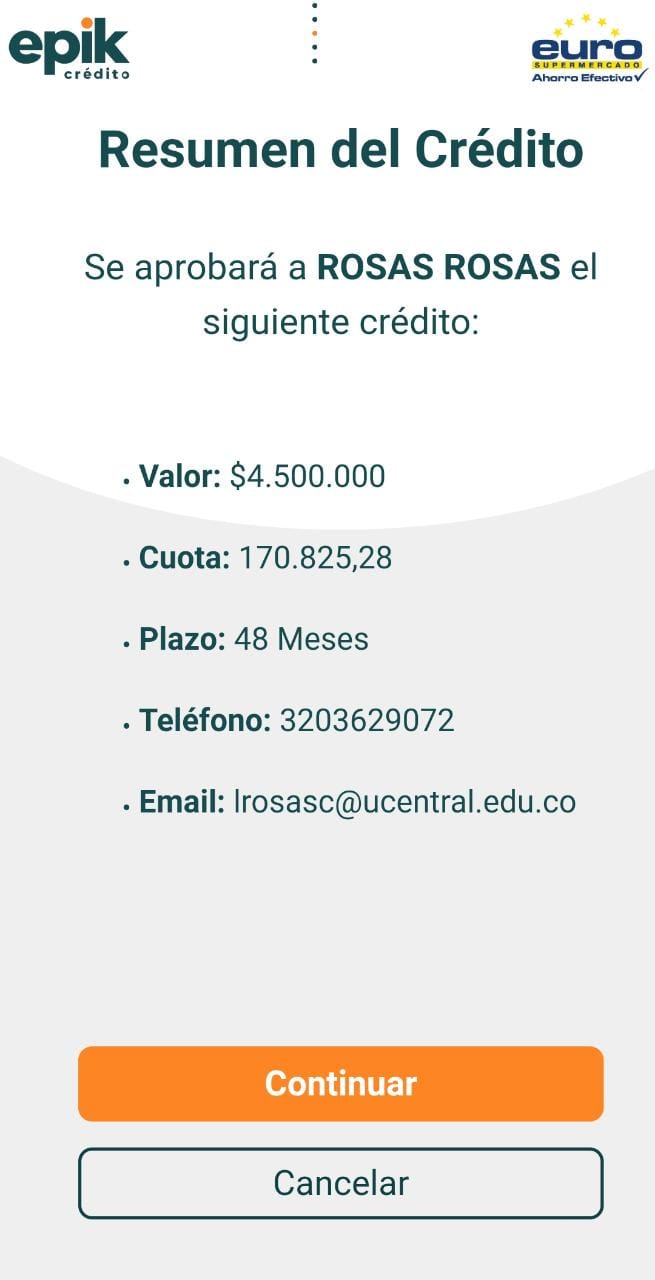 epik
crédito
euro
SUPERMERCADO
Ahorro Efectivo
Resumen del Crédito
Se aprobará a ROSAS ROSAS el
siguiente crédito:
• Valor: $4.500.000
• Cuota: 170.825,28
• Plazo: 48 Meses
• Teléfono: 3203629072
• Email: lrosasc@ucentral.edu.co
Continuar
Cancelar